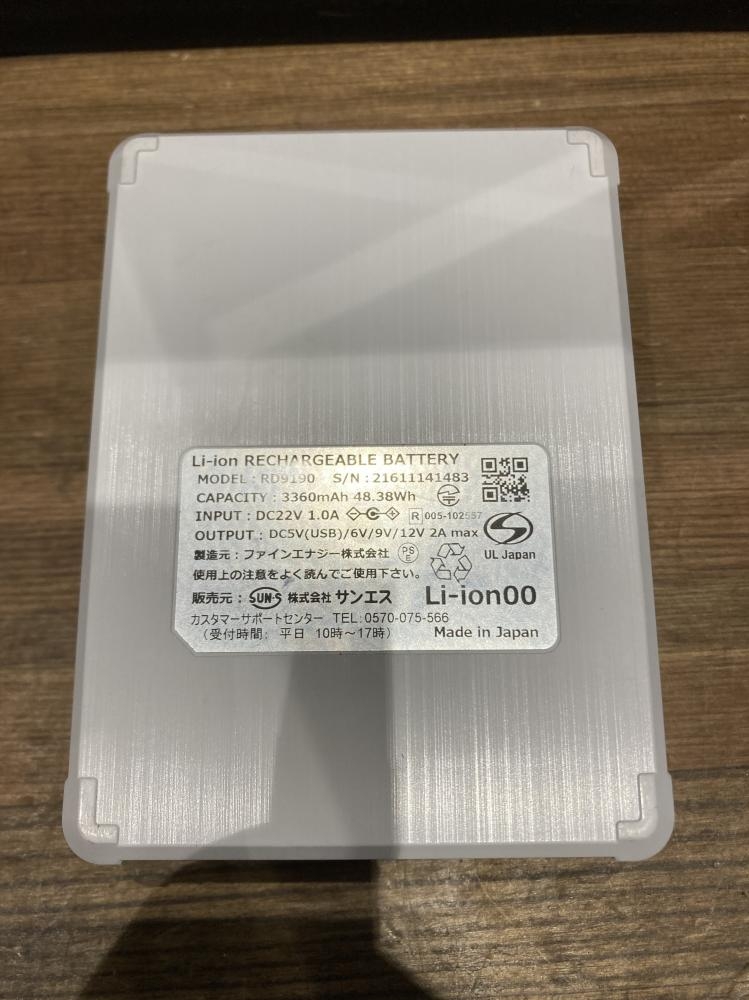 Li-ion RECHARGEABLE BATTERY
MODEL : RD9190 S/N : 21611141483
CAPACITY : 3360mAh 48.38Wh
INPUT : DC22V 1.0A R 005-102557
OUTPUT : DC5V(USB)/6V/9V/12V 2A max
製造元 : ファインエナジー株式会社 PSE UL Japan
使用上の注意をよく読んでご使用下さい。
販売元 : SUN・S 株式会社 サンエス Li-ion00
カスタマーサポートセンター TEL:0570-075-566
(受付時間: 平日 10時～17時) Made in Japan